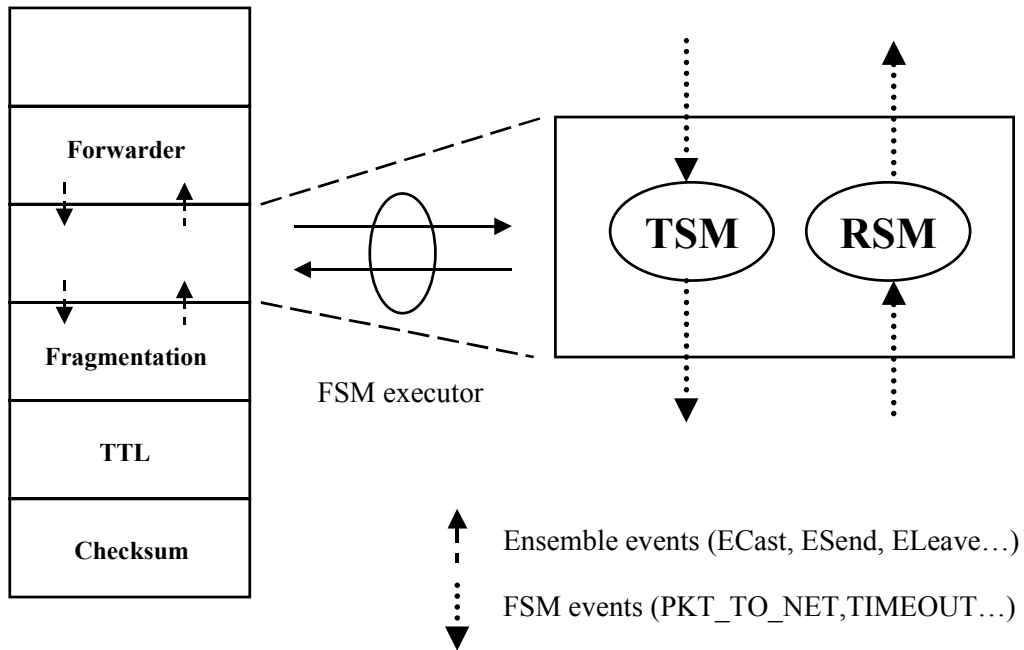 Forwarder
Fragmentation
TTL
Checksum
FSM executor
TSM
RSM
Ensemble events (ECast, ESend, ELeave…)
FSM events (PKT_TO_NET,TIMEOUT…)